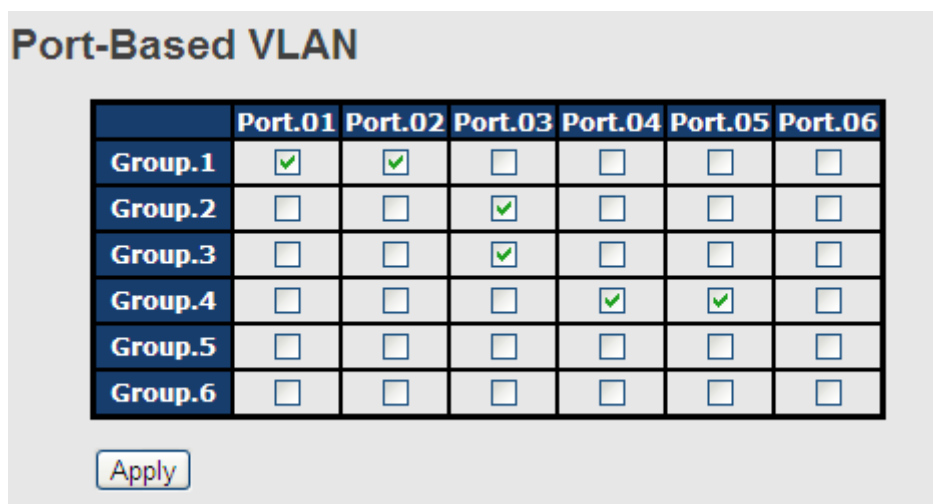 Port-Based VLAN
Port.01 Port.02 Port.03 Port.04 Port.05 Port.06
Group.1
Group.2
Group.3
Group.4
Group.5
Group.6
Apply